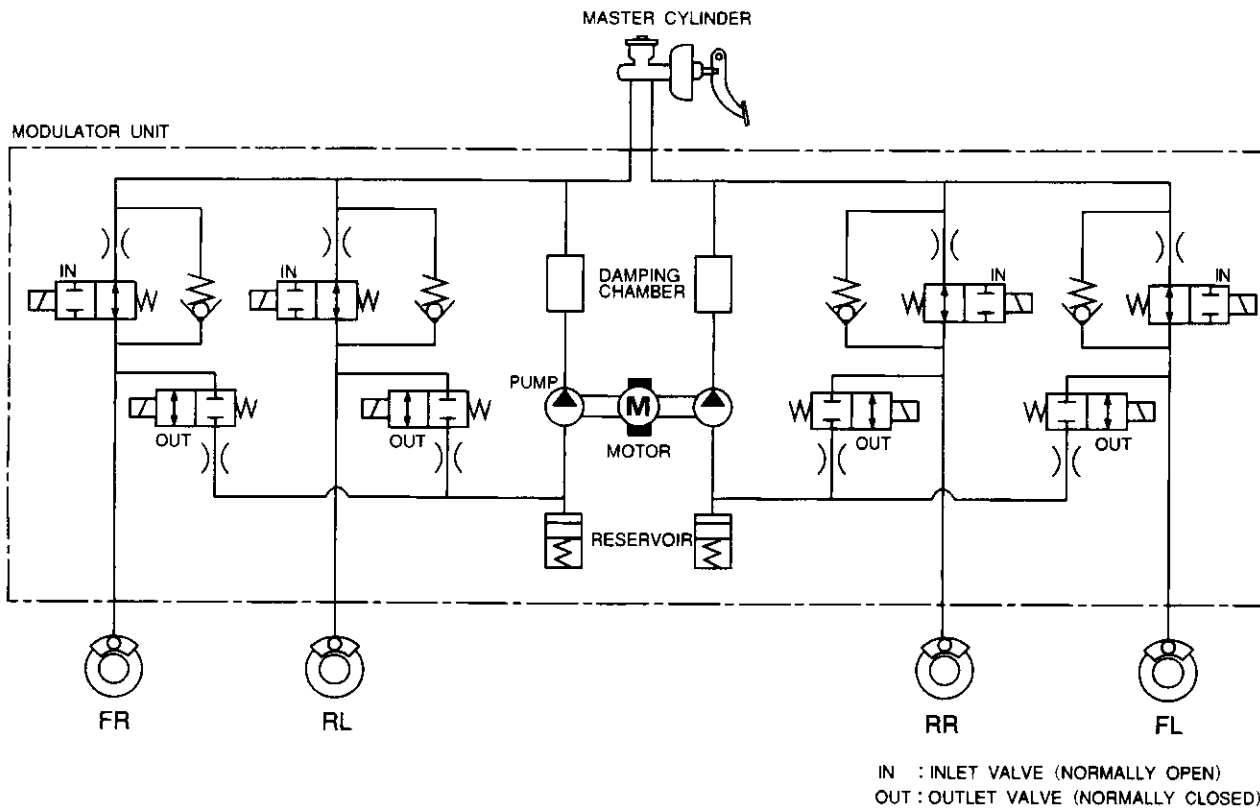 MASTER CYLINDER
MODULATOR UNIT
IN
IN
DAMPING
CHAMBER
IN
IN
PUMP
M
OUT
OUT
MOTOR
OUT
OUT
RESERVOIR
FR
RL
RR
FL
IN : INLET VALVE (NORMALLY OPEN)
OUT : OUTLET VALVE (NORMALLY CLOSED)